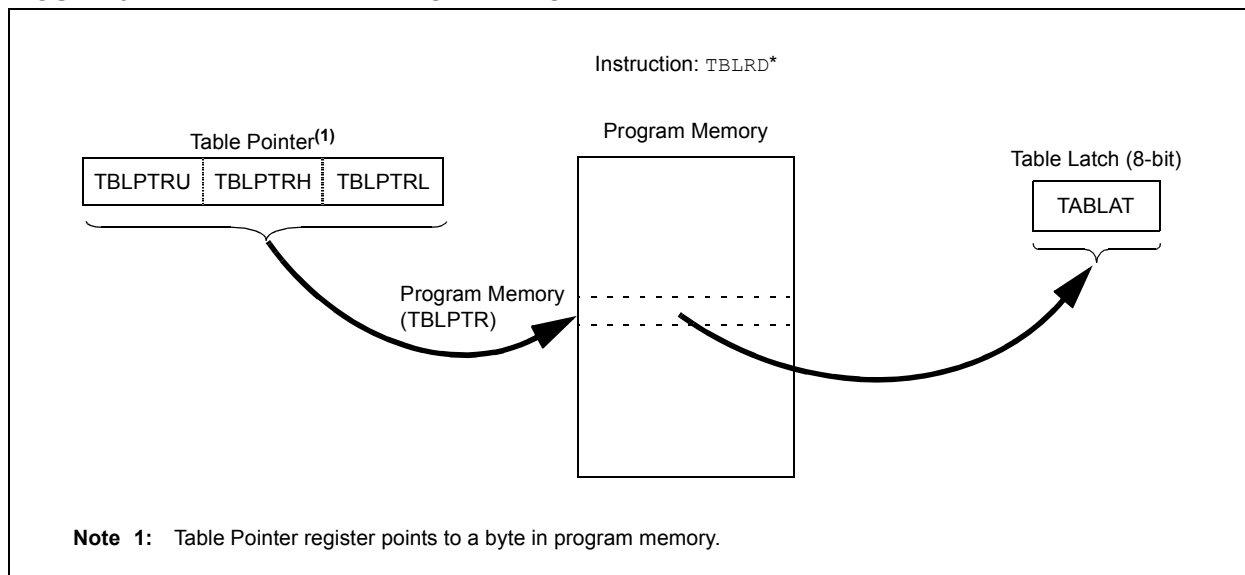 Instruction: TBLRD*
Table Pointer(1)
Program Memory
Table Latch (8-bit)
TBLPTRU TBLPTRH TBLPTRL
TABLAT
Program Memory
(TBLPTR)
Note 1: Table Pointer register points to a byte in program memory.